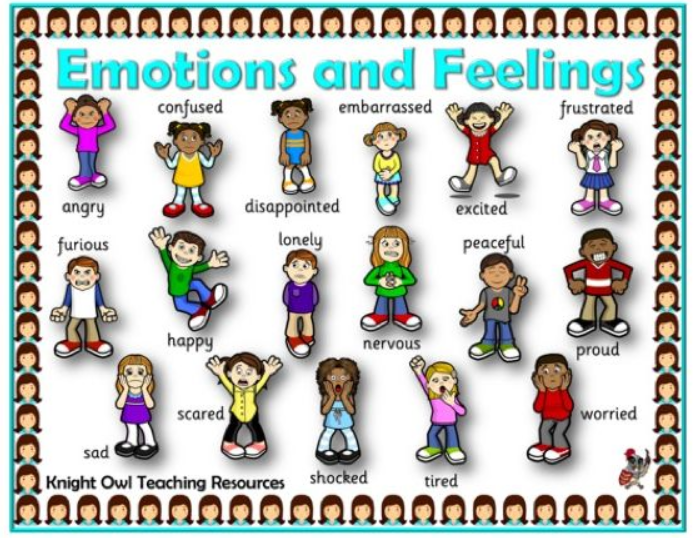 Emotions and Feelings
confused
embarrassed
frustrated
angry
disappointed
excited
furious
lonely
peaceful
happy
nervous
proud
scared
worried
sad
shocked
tired
Knight Owl Teaching Resources